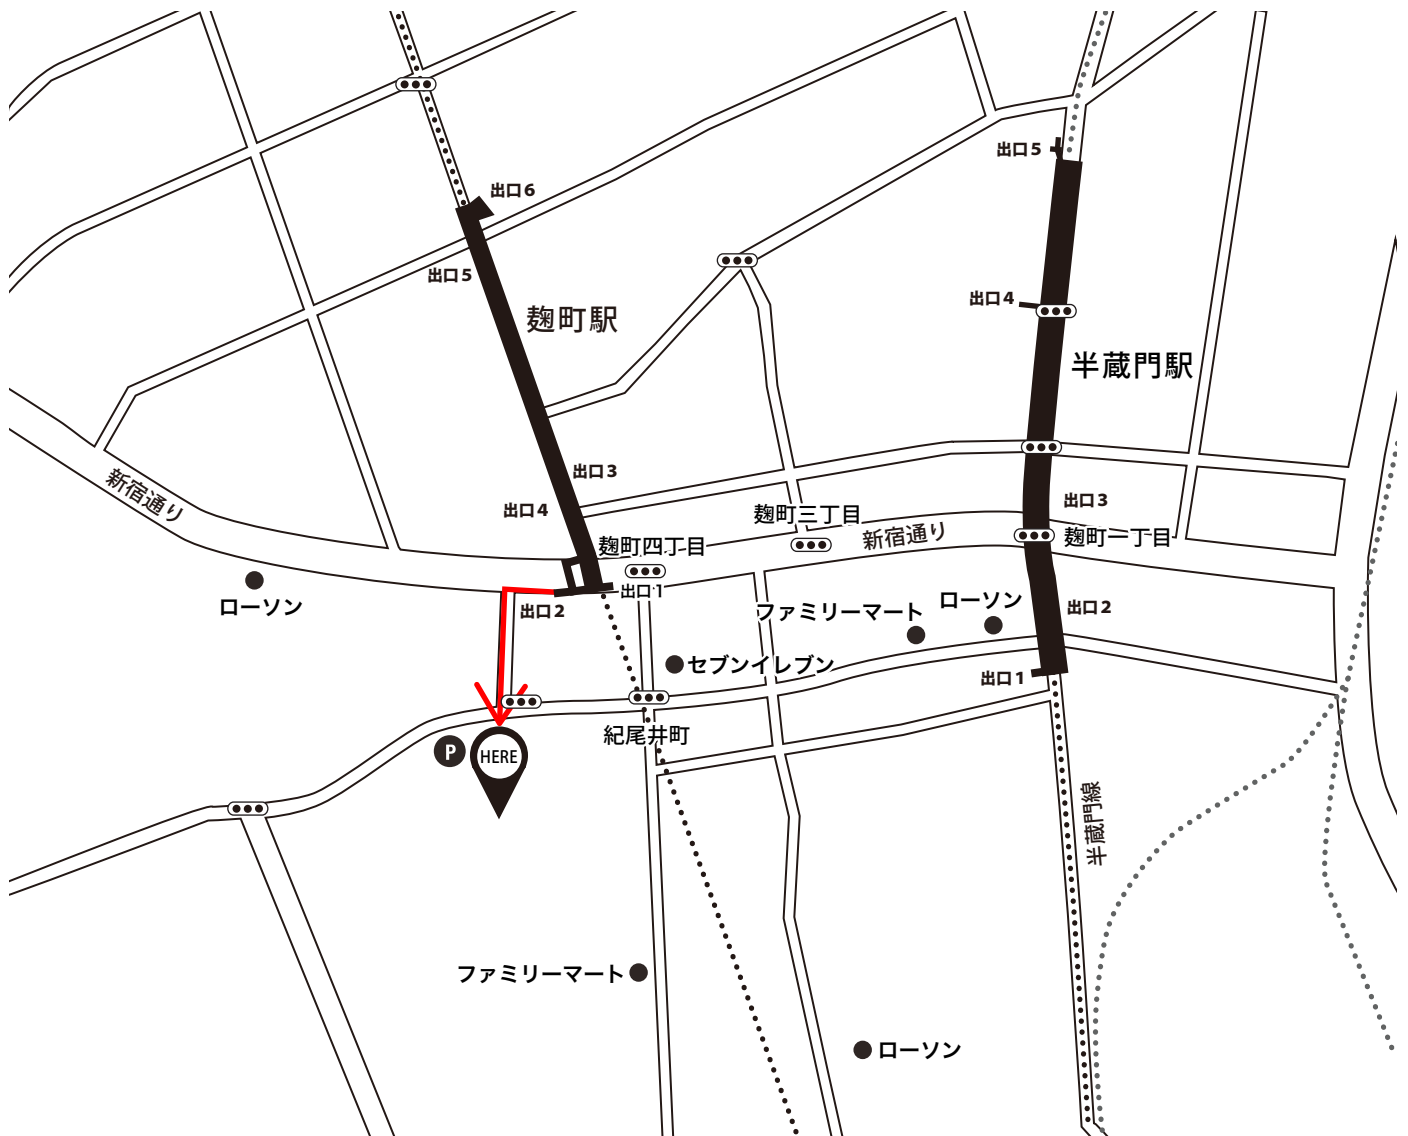 出口5
出口6
出口5
出口4
麹町駅
半蔵門駅
出口3
新宿通り
出口4
出口3
麹町三丁目
新宿通り
麹町一丁目
麹町四丁目
ローソン
出口2
出口1
ファミリーマート
ローソン
出口2
セブンイレブン
出口1
紀尾井町
P
HERE
半蔵門線
ファミリーマート
ローソン